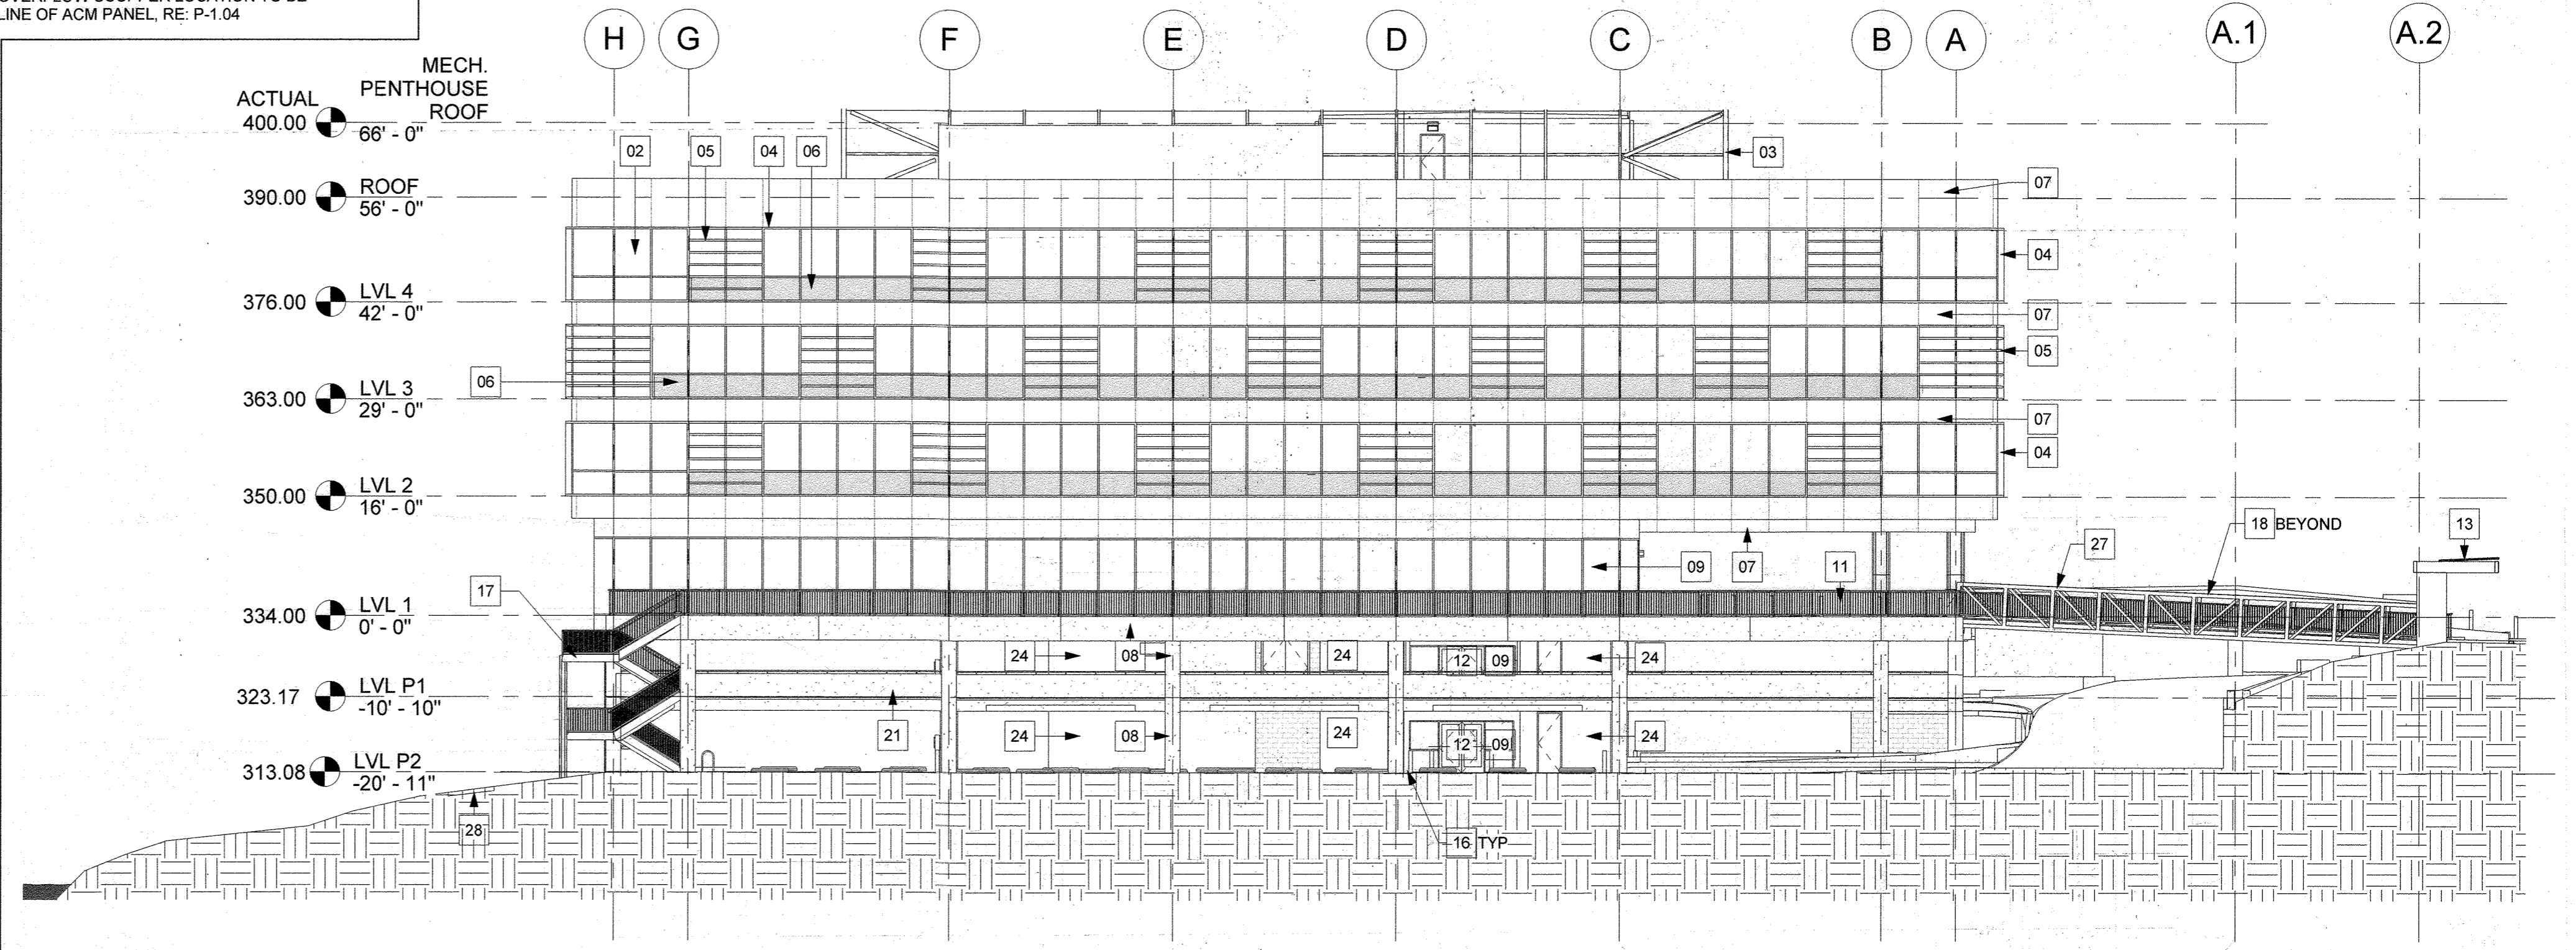 LINE OF ACM PANEL, RE: P-1.04
H G F E D C B A A.1 A.2
MECH.
PENTHOUSE
ROOF
ACTUAL
400.00
66' - 0"
02 05 04 06
03
07
ROOF
390.00
56' - 0"
04
LVL 4
376.00
42' - 0"
07
05
06
LVL 3
363.00
29' - 0"
07
04
LVL 2
350.00
16' - 0"
18 BEYOND
13
27
17
09
07
11
LVL 1
334.00
0' - 0"
24 08 24 12 09 24
LVL P1
323.17
-10' - 10"
21
24 08 24 12 09 24
LVL P2
313.08
-20' - 11"
28
16 TYP